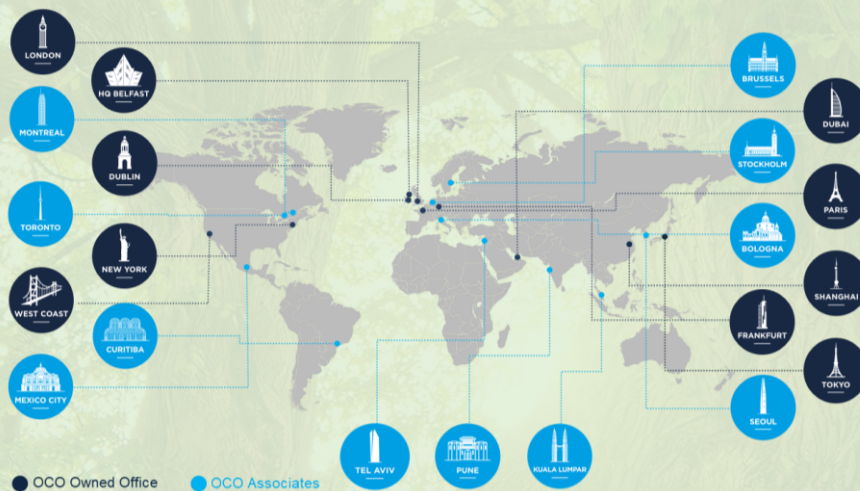 LONDON
HQ BELFAST
MONTREAL
DUBLIN
TORONTO
NEW YORK
WEST COAST
CURITIBA
MEXICO CITY
BRUSSELS
DUBAI
STOCKHOLM
PARIS
BOLOGNA
SHANGHAI
FRANKFURT
TOKYO
SEOUL
TEL AVIV
PUNE
KUALA LUMPAR
OCO Owned Office
OCO Associates